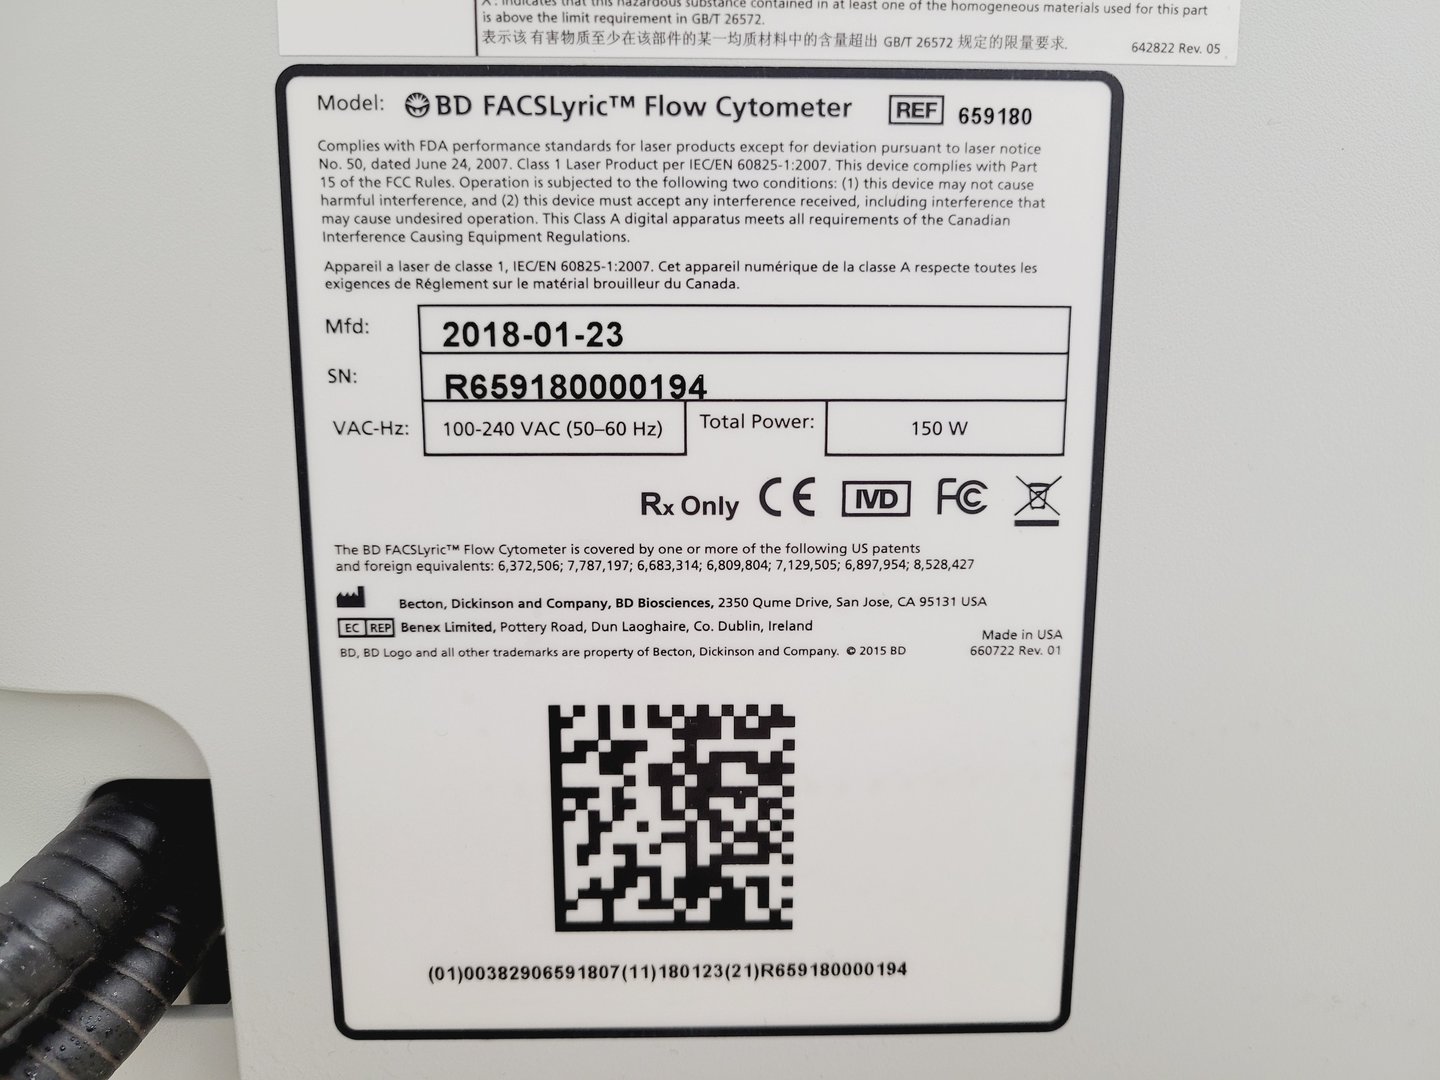 X : Indicates that this hazardous substance contained in at least one of the homogeneous materials used for this part
is above the limit requirement in GB/T 26572.
表示该有害物质至少在该部件的某一均质材料中的含量超出 GB/T 26572 规定的限量要求.
642822 Rev. 05
Model: BD FACSLyric™ Flow Cytometer REF 659180
Complies with FDA performance standards for laser products except for deviation pursuant to laser notice
No. 50, dated June 24, 2007. Class 1 Laser Product per IEC/EN 60825-1:2007. This device complies with Part
15 of the FCC Rules. Operation is subjected to the following two conditions: (1) this device may not cause
harmful interference, and (2) this device must accept any interference received, including interference that
may cause undesired operation. This Class A digital apparatus meets all requirements of the Canadian
Interference Causing Equipment Regulations.
Appareil a laser de classe 1, IEC/EN 60825-1:2007. Cet appareil numérique de la classe A respecte toutes les
exigences de Réglement sur le matérial brouilleur du Canada.
Mfd: 2018-01-23
SN: R659180000194
VAC-Hz: 100-240 VAC (50–60 Hz) Total Power: 150 W
Rx Only CE IVD FC
The BD FACSLyric™ Flow Cytometer is covered by one or more of the following US patents
and foreign equivalents: 6,372,506; 7,787,197; 6,683,314; 6,809,804; 7,129,505; 6,897,954; 8,528,427
Becton, Dickinson and Company, BD Biosciences, 2350 Qume Drive, San Jose, CA 95131 USA
EC REP Benex Limited, Pottery Road, Dun Laoghaire, Co. Dublin, Ireland
Made in USA
BD, BD Logo and all other trademarks are property of Becton, Dickinson and Company. © 2015 BD
660722 Rev. 01
(01)00382906591807(11)180123(21)R659180000194